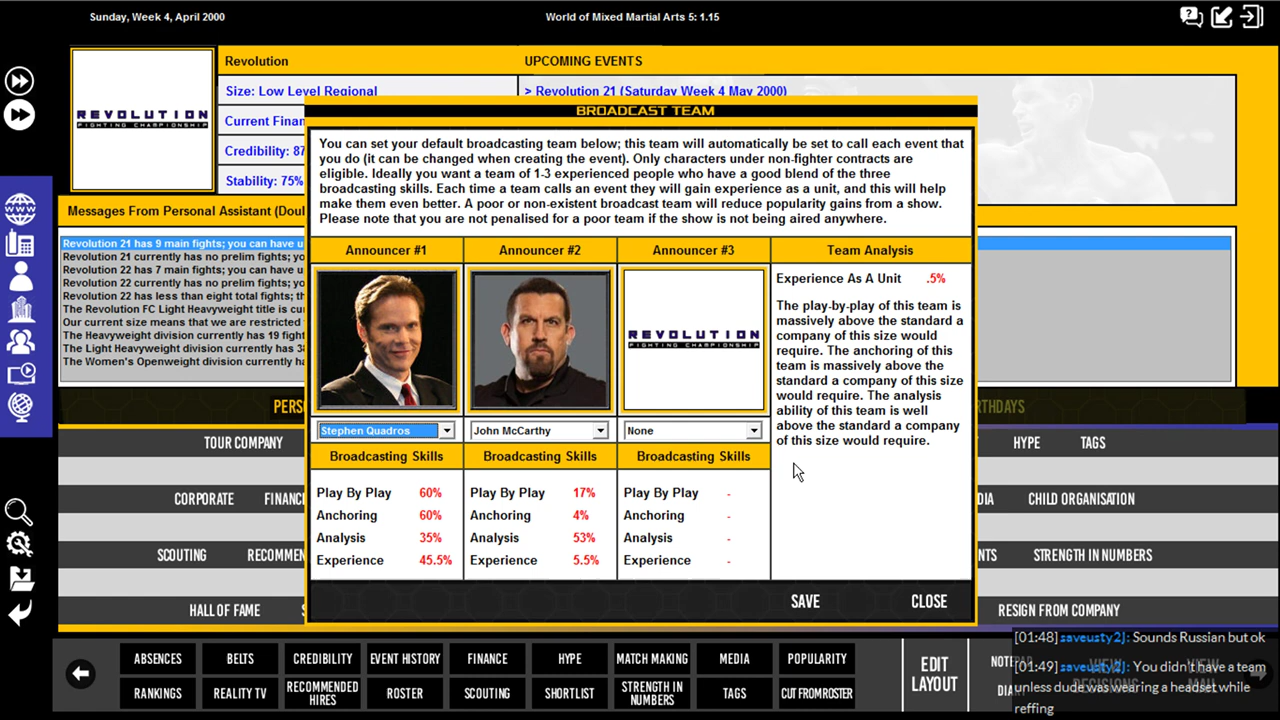 Sunday, Week 4, April 2000
World of Mixed Martial Arts 5: 1.15
Revolution
UPCOMING EVENTS
Size: Low Level Regional
> Revolution 21 (Saturday Week 4 May 2000)
REVOLUTION
FIGHTING CHAMPIONSHIP
Current Finan
Credibility: 87
Stability: 75%
Messages From Personal Assistant (Dou
Revolution 21 has 9 main fights; you can have u
Revolution 21 currently has no prelim fights; yo
Revolution 22 has 7 main fights; you can have u
Revolution 22 currently has no prelim fights; yo
Revolution 22 has less than eight total fights; th
The Revolution FC Light Heavyweight title is cu
Our current size means that we are restricted
The Heavyweight division currently has 19 fight
The Light Heavyweight division currently has 38
The Women's Openweight division currently ha
BROADCAST TEAM
You can set your default broadcasting team below; this team will automatically be set to call each event that
you do (it can be changed when creating the event). Only characters under non-fighter contracts are
eligible. Ideally you want a team of 1-3 experienced people who have a good blend of the three
broadcasting skills. Each time a team calls an event they will gain experience as a unit, and this will help
make them even better. A poor or non-existent broadcast team will reduce popularity gains from a show.
Please note that you are not penalised for a poor team if the show is not being aired anywhere.
Announcer #1
Announcer #2
Announcer #3
Team Analysis
REVOLUTION
FIGHTING CHAMPIONSHIP
Experience As A Unit .5%
The play-by-play of this team is
massively above the standard a
company of this size would
require. The anchoring of this
team is massively above the
standard a company of this size
would require. The analysis
ability of this team is well
above the standard a company
of this size would require.
Stephen Quadros
John McCarthy
None
Broadcasting Skills
Broadcasting Skills
Broadcasting Skills
Play By Play 60%
Anchoring 60%
Analysis 35%
Experience 45.5%
Play By Play 17%
Anchoring 4%
Analysis 53%
Experience 5.5%
Play By Play -
Anchoring -
Analysis -
Experience -
SAVE
CLOSE
PERS
RTHDAYS
TOUR COMPANY
HYPE
TAGS
CORPORATE
FINANC
DIA
CHILD ORGANISATION
SCOUTING
RECOMMEN
NTS
STRENGTH IN NUMBERS
HALL OF FAME
S
RESIGN FROM COMPANY
ABSENCES
BELTS
CREDIBILITY
EVENT HISTORY
FINANCE
HYPE
MATCH MAKING
MEDIA
POPULARITY
RANKINGS
REALITY TV
RECOMMENDED
HIRES
ROSTER
SCOUTING
SHORTLIST
STRENGTH IN
NUMBERS
TAGS
CUT FROM ROSTER
EDIT
LAYOUT
[01:48] saveusty2J: Sounds Russian but ok
[01:49] saveusty2J: You didn't have a team
unless dude was wearing a headset while
reffing